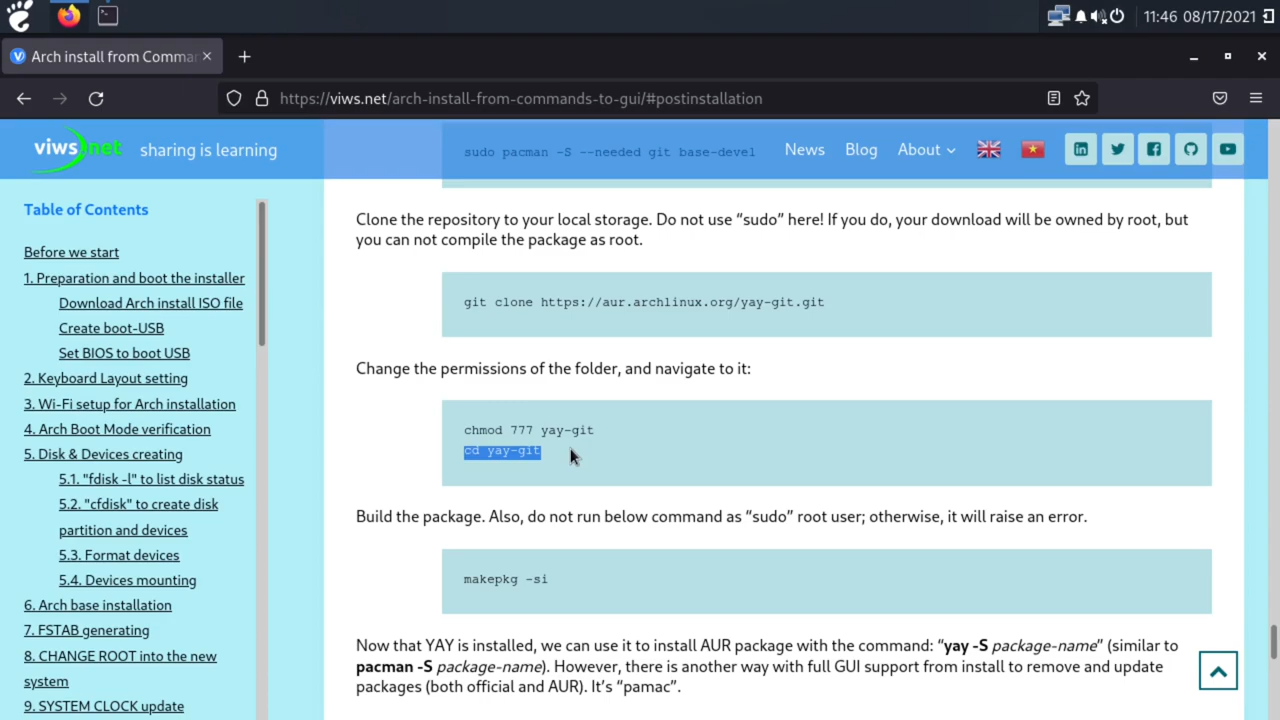 11:46 08/17/2021
Arch install from Comma
https://viws.net/arch-install-from-commands-to-gui/#postinstallation
viws net
sharing is learning
News
Blog
About
sudo pacman -S --needed git base-devel
Table of Contents
Before we start
1. Preparation and boot the installer
Download Arch install ISO file
Create boot-USB
Set BIOS to boot USB
2. Keyboard Layout setting
3. Wi-Fi setup for Arch installation
4. Arch Boot Mode verification
5. Disk & Devices creating
5.1. "fdisk -l" to list disk status
5.2. "cfdisk" to create disk
partition and devices
5.3. Format devices
5.4. Devices mounting
6. Arch base installation
7. FSTAB generating
8. CHANGE ROOT into the new
system
9. SYSTEM CLOCK update
Clone the repository to your local storage. Do not use “sudo” here! If you do, your download will be owned by root, but
you can not compile the package as root.
git clone https://aur.archlinux.org/yay-git.git
Change the permissions of the folder, and navigate to it:
chmod 777 yay-git
cd yay-git
Build the package. Also, do not run below command as “sudo” root user; otherwise, it will raise an error.
makepkg -si
Now that YAY is installed, we can use it to install AUR package with the command: “yay -S package-name” (similar to
pacman -S package-name). However, there is another way with full GUI support from install to remove and update
packages (both official and AUR). It’s “pamac”.